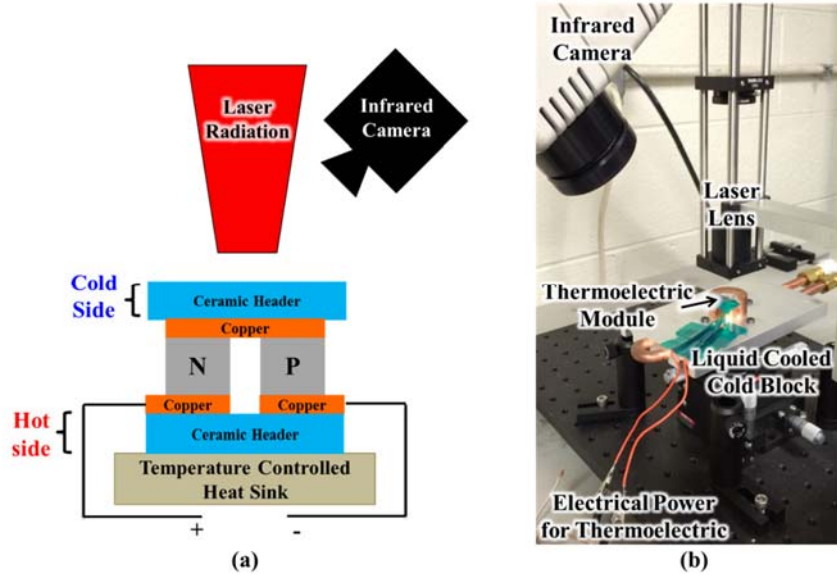 Laser
Radiation
Infrared
Camera
Cold
Side
Ceramic Header
Copper
N
P
Copper
Copper
Hot
side
Ceramic Header
Temperature Controlled
Heat Sink
+
-
(a)
Infrared
Camera
Laser
Lens
Thermoelectric
Module
Liquid Cooled
Cold Block
Electrical Power
for Thermoelectric
(b)